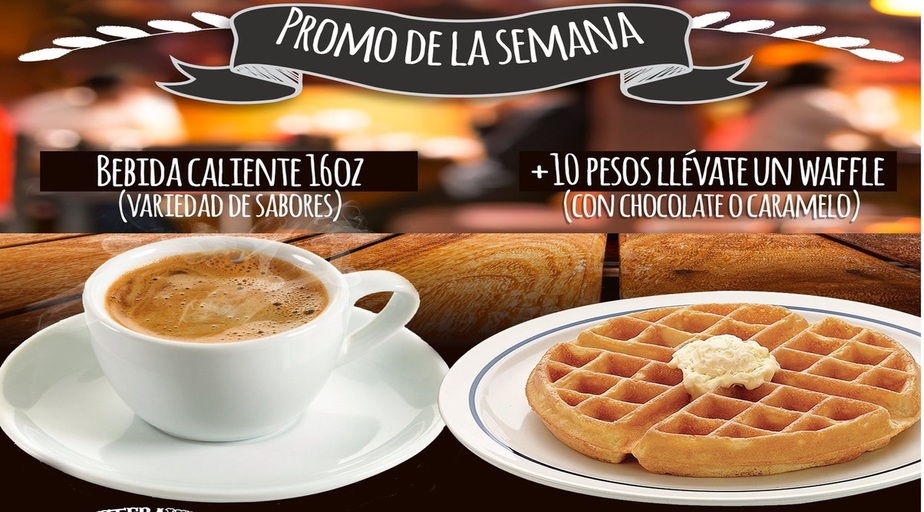 PROMO DE LA SEMANA
BEBIDA CALIENTE 16OZ
(VARIEDAD DE SABORES)
+10 PESOS LLÉVATE UN WAFFLE
(CON CHOCOLATE O CARAMELO)